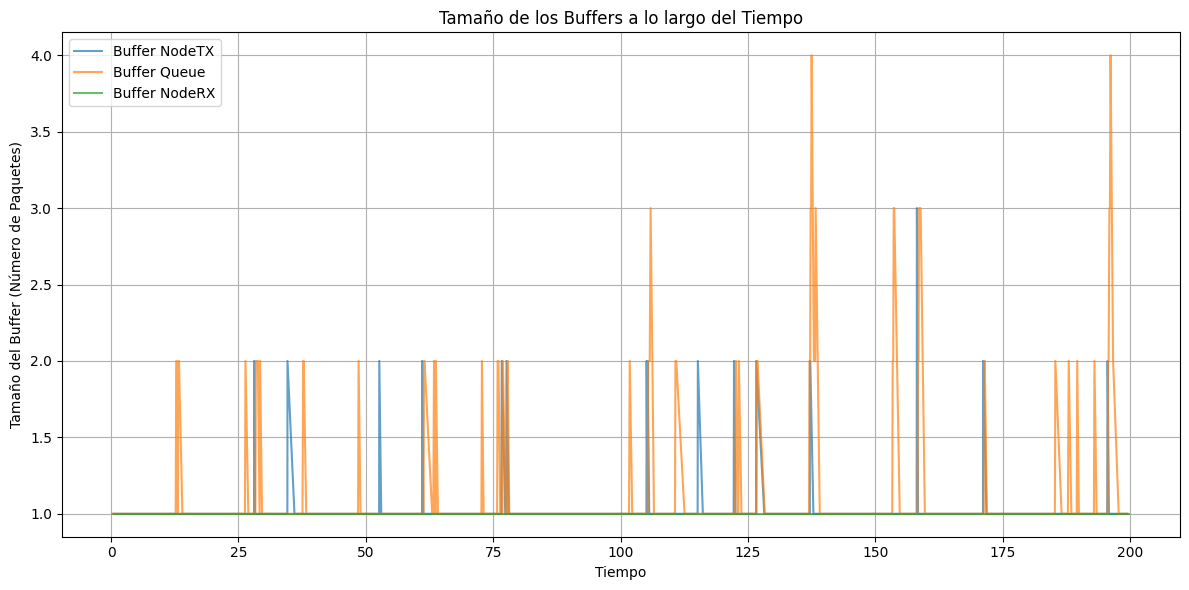 Tamaño de los Buffers a lo largo del Tiempo
Buffer NodeTX
Buffer Queue
Buffer NodeRX
Tamaño del Buffer (Número de Paquetes)
4.0
3.5
3.0
2.5
2.0
1.5
1.0
0 25 50 75 100 125 150 175 200
Tiempo